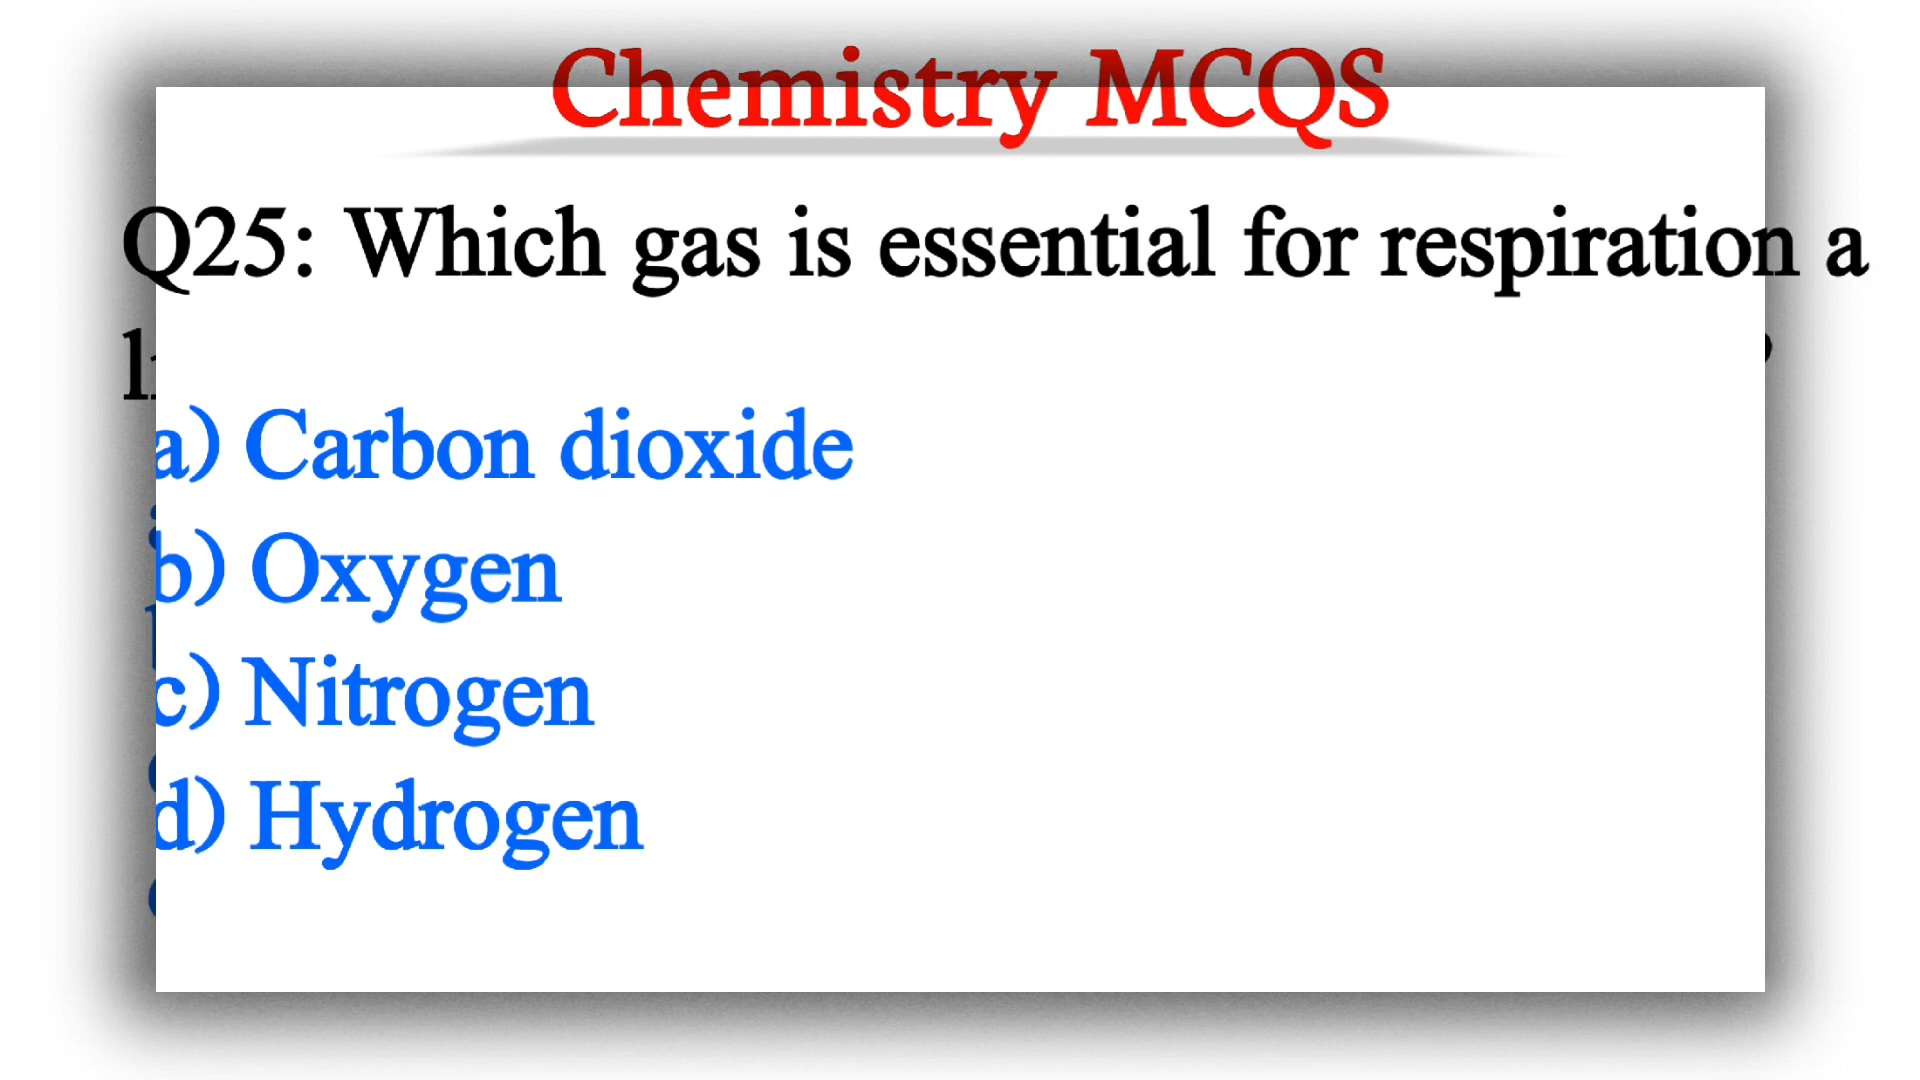 Chemistry MCQS
Q25: Which gas is essential for respiration a
a) Carbon dioxide
b) Oxygen
c) Nitrogen
d) Hydrogen